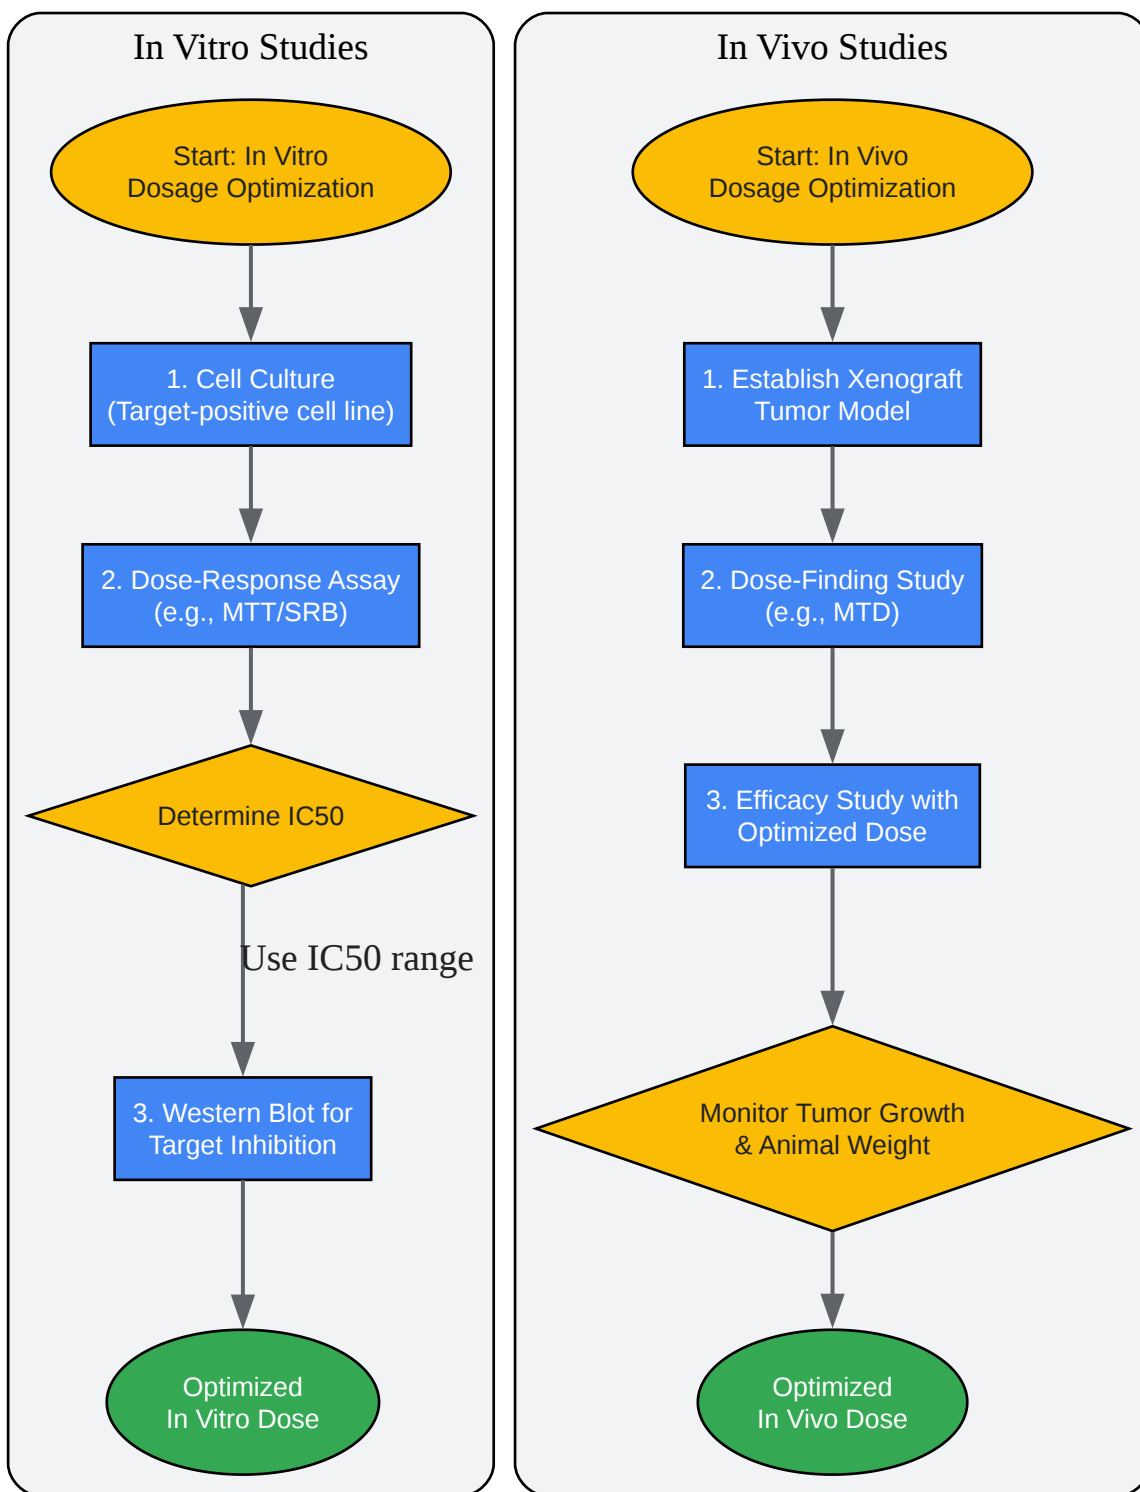 In Vitro Studies
Start: In Vitro
Dosage Optimization
1. Cell Culture
(Target-positive cell line)
2. Dose-Response Assay
(e.g., MTT/SRB)
Determine IC50
Use IC50 range
3. Western Blot for
Target Inhibition
Optimized
In Vitro Dose
In Vivo Studies
Start: In Vivo
Dosage Optimization
1. Establish Xenograft
Tumor Model
2. Dose-Finding Study
(e.g., MTD)
3. Efficacy Study with
Optimized Dose
Monitor Tumor Growth
& Animal Weight
Optimized
In Vivo Dose